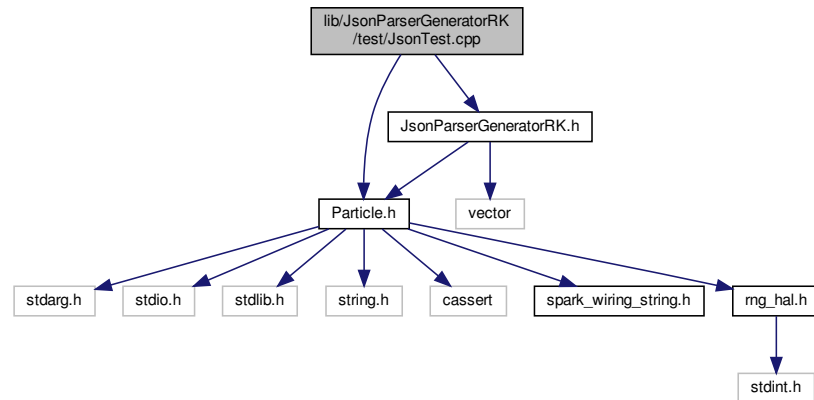 lib/JsonParserGeneratorRK
/test/JsonTest.cpp
JsonParserGeneratorRK.h
Particle.h
vector
stdarg.h
stdio.h
stdlib.h
string.h
cassert
spark_wiring_string.h
rng_hal.h
stdint.h